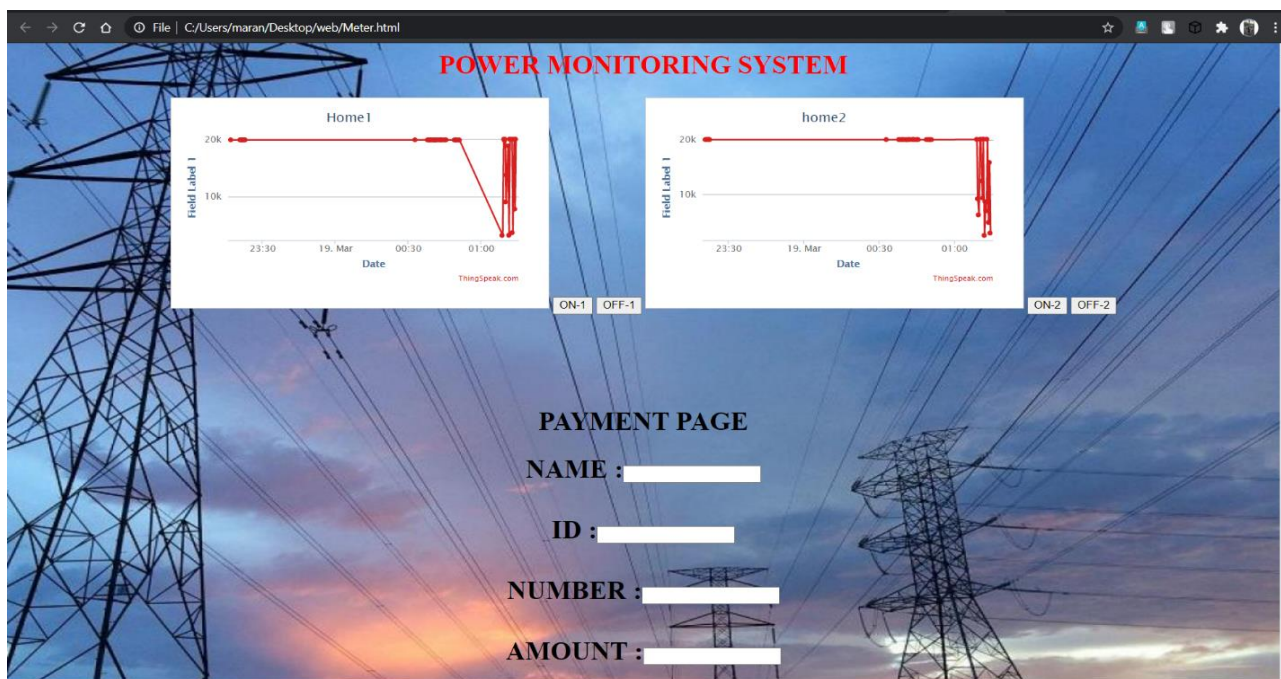 File | C:/Users/maran/Desktop/web/Meter.html
POWER MONITORING SYSTEM
Home1
20k
10k
Field Label 1
23:30 19. Mar 00:30 01:00
Date
ThingSpeak.com
ON-1 OFF-1
home2
20k
10k
Field Label 1
23:30 19. Mar 00:30 01:00
Date
ThingSpeak.com
ON-2 OFF-2
PAYMENT PAGE
NAME :
ID :
NUMBER :
AMOUNT :